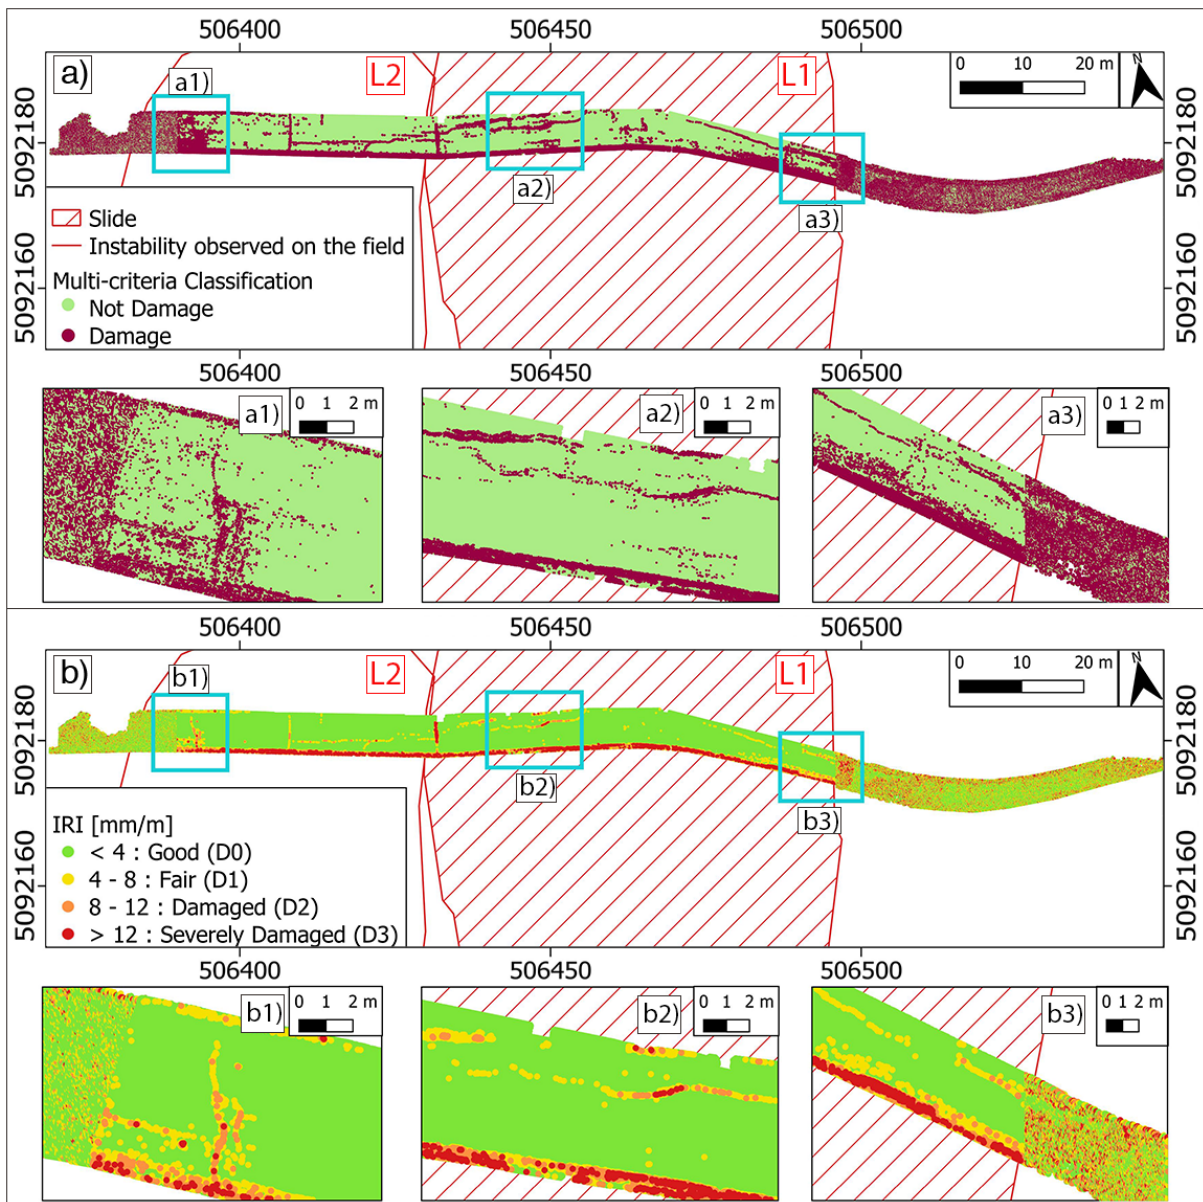 506400
506450
506500
a)
a1)
L2
L1
0 10 20 m
N
5092180
5092180
a2)
a3)
5092160
5092160
Slide
Instability observed on the field
Multi-criteria Classification
Not Damage
Damage
506400
506450
506500
a1)
0 1 2 m
a2)
0 1 2 m
a3)
0 1 2 m
506400
506450
506500
b)
b1)
L2
L1
0 10 20 m
N
5092180
5092180
b2)
b3)
5092160
5092160
IRI [mm/m]
< 4 : Good (D0)
4 - 8 : Fair (D1)
8 - 12 : Damaged (D2)
> 12 : Severely Damaged (D3)
506400
506450
506500
b1)
0 1 2 m
b2)
0 1 2 m
b3)
0 1 2 m